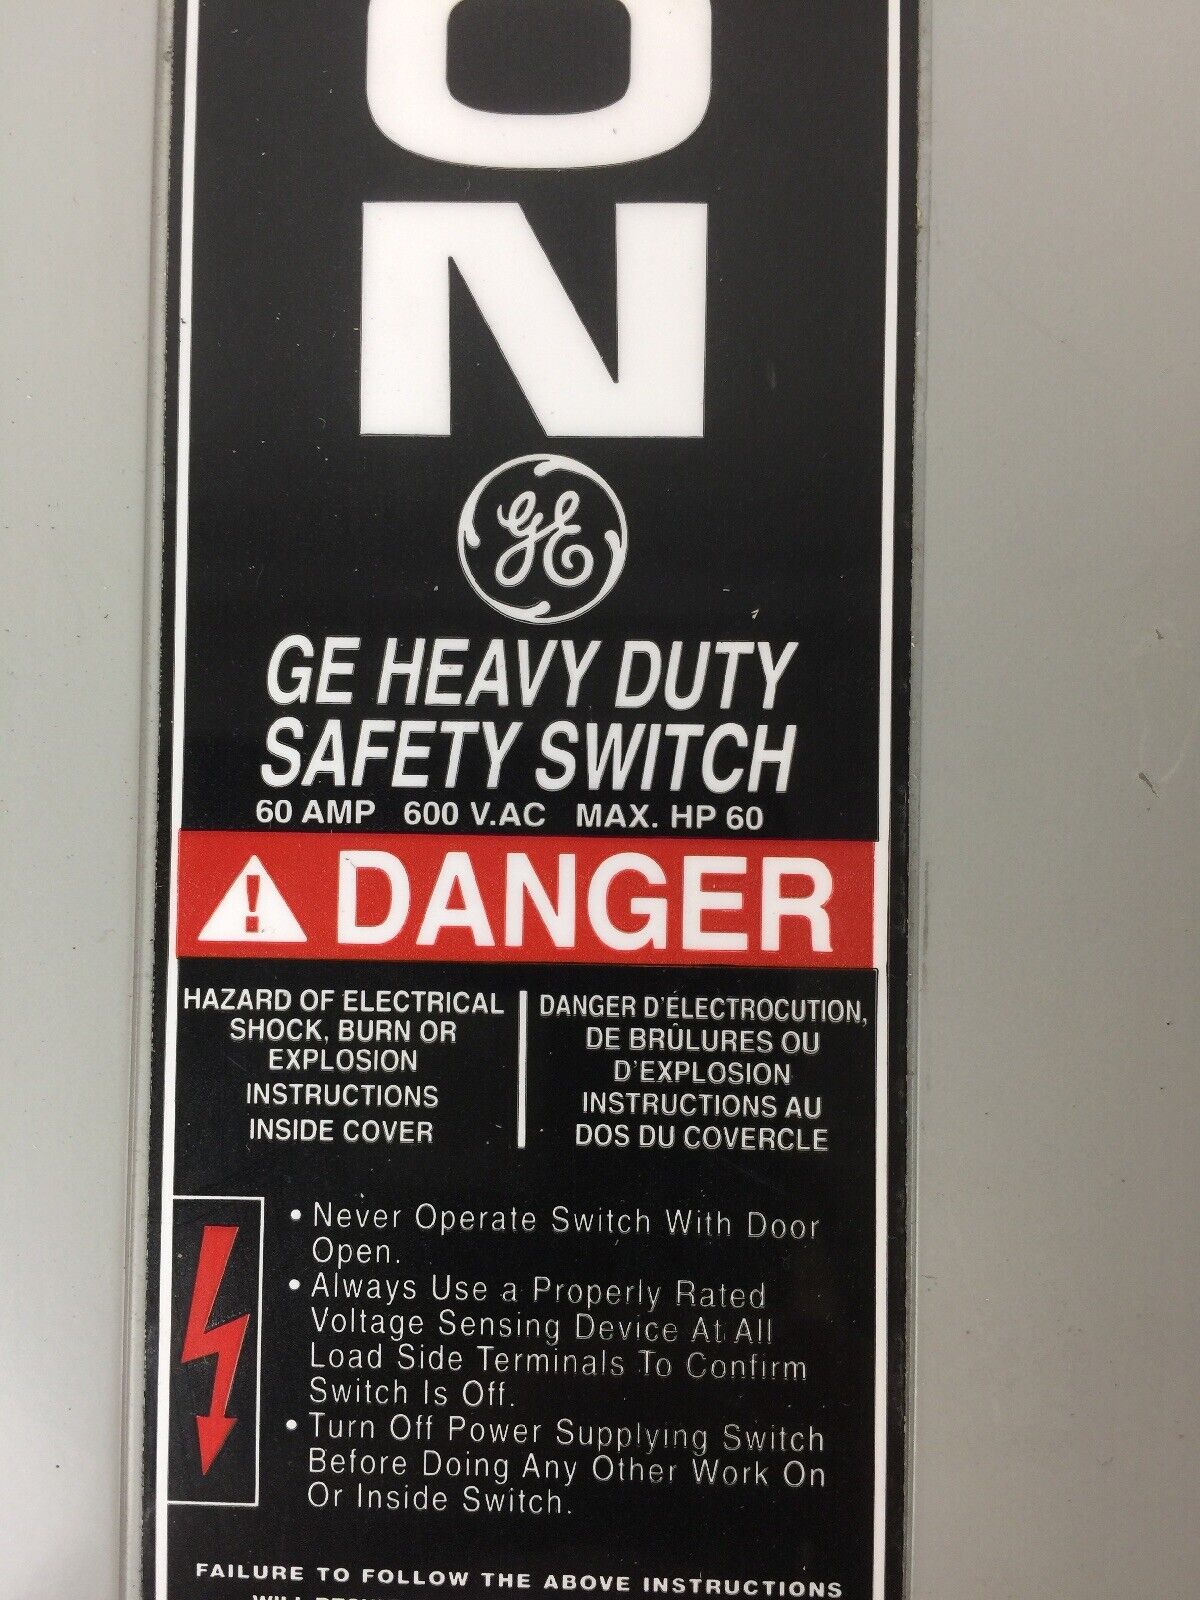 O
N
GE
GE HEAVY DUTY
SAFETY SWITCH
60 AMP 600 V.AC MAX. HP 60
! DANGER
HAZARD OF ELECTRICAL
SHOCK, BURN OR
EXPLOSION
INSTRUCTIONS
INSIDE COVER
DANGER D'ÉLECTROCUTION,
DE BRÛLURES OU
D'EXPLOSION
INSTRUCTIONS AU
DOS DU COVERCLE
• Never Operate Switch With Door
Open.
• Always Use a Properly Rated
Voltage Sensing Device At All
Load Side Terminals To Confirm
Switch Is Off.
• Turn Off Power Supplying Switch
Before Doing Any Other Work On
Or Inside Switch.
FAILURE TO FOLLOW THE ABOVE INSTRUCTIONS